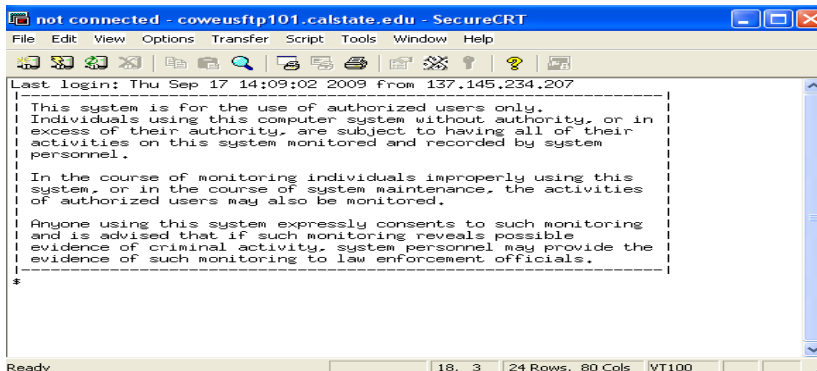 not connected - coweusftp101.calstate.edu - SecureCRT
File Edit View Options Transfer Script Tools Window Help
Last login: Thu Sep 17 14:09:02 2009 from 137.145.234.207
|-----------------------------------------------------------------|
| This system is for the use of authorized users only. |
| Individuals using this computer system without authority, or in |
| excess of their authority, are subject to having all of their |
| activities on this system monitored and recorded by system |
| personnel. |
| |
| In the course of monitoring individuals improperly using this |
| system, or in the course of system maintenance, the activities |
| of authorized users may also be monitored. |
| |
| Anyone using this system expressly consents to such monitoring |
| and is advised that if such monitoring reveals possible |
| evidence of criminal activity, system personnel may provide the |
| evidence of such monitoring to law enforcement officials. |
|-----------------------------------------------------------------|
$
Ready 18, 3 24 Rows, 80 Cols VT100